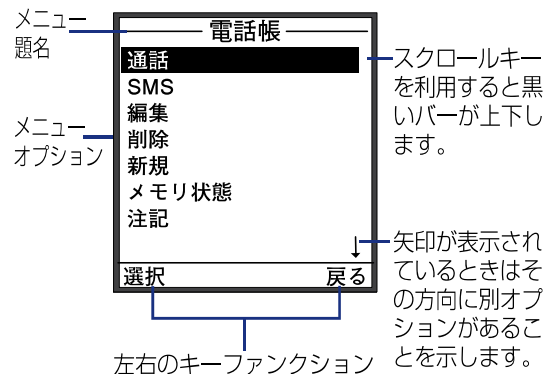 メニュー
題名
電話帳
通話
SMS
編集
削除
新規
メモリ状態
注記
選択
戻る
メニュー
オプション
スクロールキー
を利用すると黒
いバーが上下し
ます。
矢印が表示され
ているときはそ
の方向に別オプ
ションがあるこ
とを示します。
左右のキーファンクション